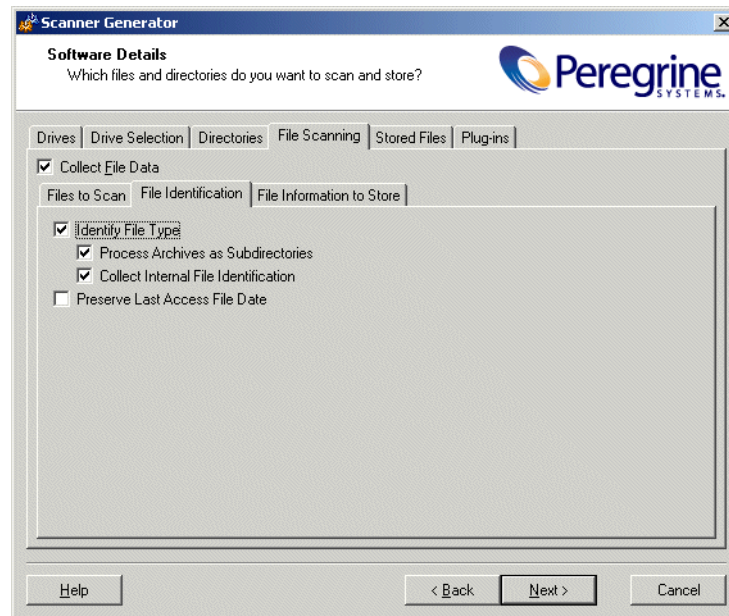 Scanner Generator
Software Details
Which files and directories do you want to scan and store?
Peregrine
SYSTEMS.
Drives Drive Selection Directories File Scanning Stored Files Plug-ins
Collect File Data
Files to Scan File Identification File Information to Store
Identify File Type
Process Archives as Subdirectories
Collect Internal File Identification
Preserve Last Access File Date
Help < Back Next > Cancel